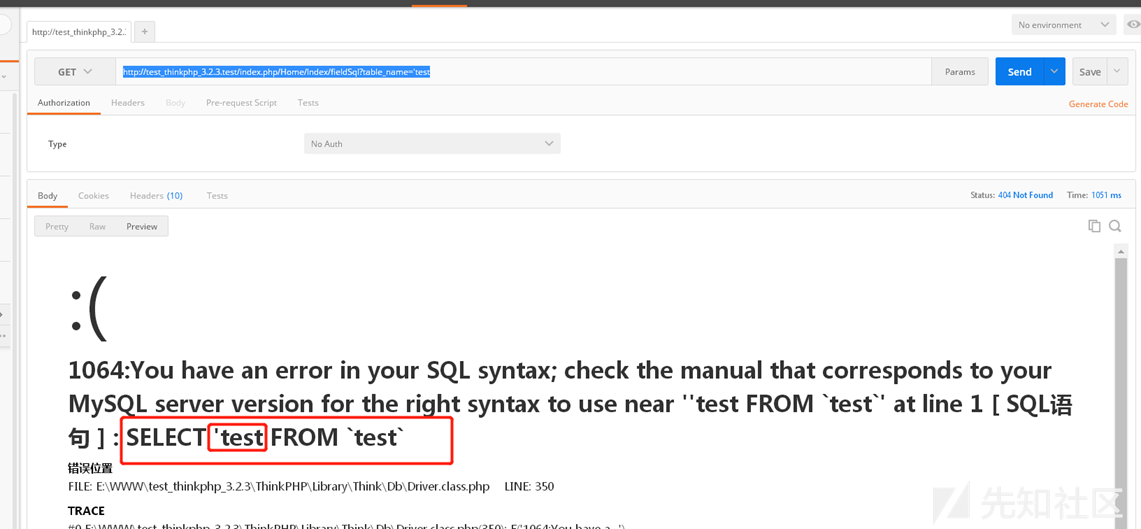 http://test_thinkphp_3.2.:
+
No environment
GET
http://test_thinkphp_3.2.3.test/index.php/Home/Index/fieldSql?table_name='test
Params
Send
Save
Authorization
Headers
Body
Pre-request Script
Tests
Generate Code
Type
No Auth
Body
Cookies
Headers (10)
Tests
Status: 404 Not Found
Time: 1051 ms
Pretty
Raw
Preview
:(
1064:You have an error in your SQL syntax; check the manual that corresponds to your
MySQL server version for the right syntax to use near ''test FROM `test`' at line 1 [ SQL语
句 ] : SELECT 'test FROM `test`
错误位置
FILE: E:\WWW\test_thinkphp_3.2.3\ThinkPHP\Library\Think\Db\Driver.class.php LINE: 350
TRACE
#0 E:\WWW\test_thinkphp_3.2.3\ThinkPHP\Library\Think\Db\Driver.class.php(350): E('1064:You have a...')
先知社区